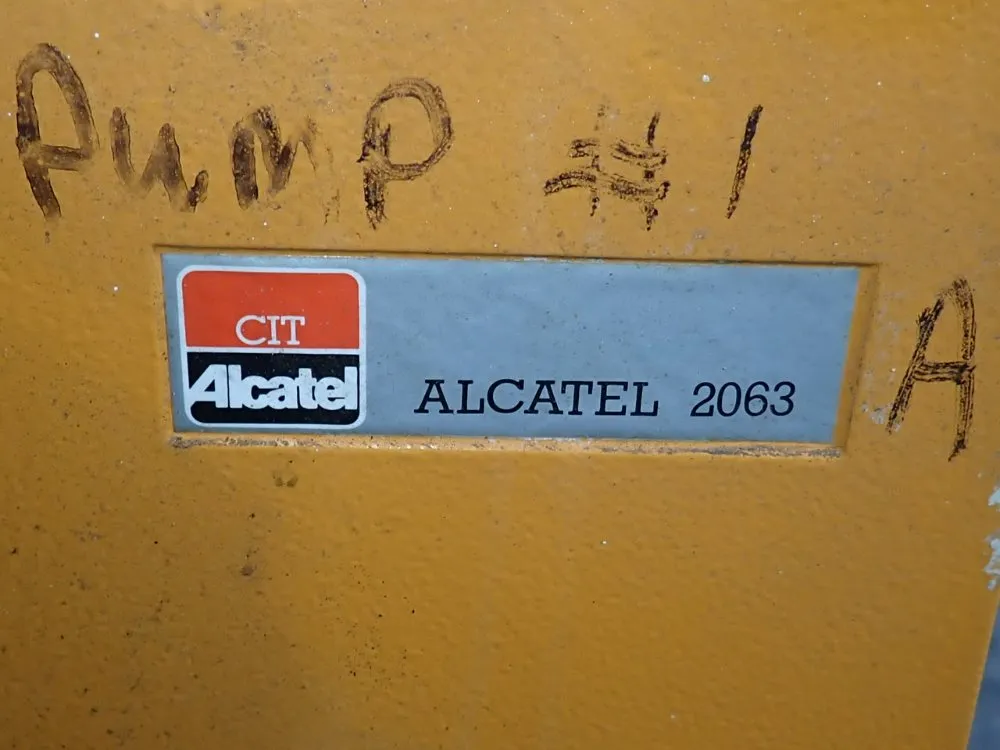 Pump #1
CIT
Alcatel
ALCATEL 2063
A